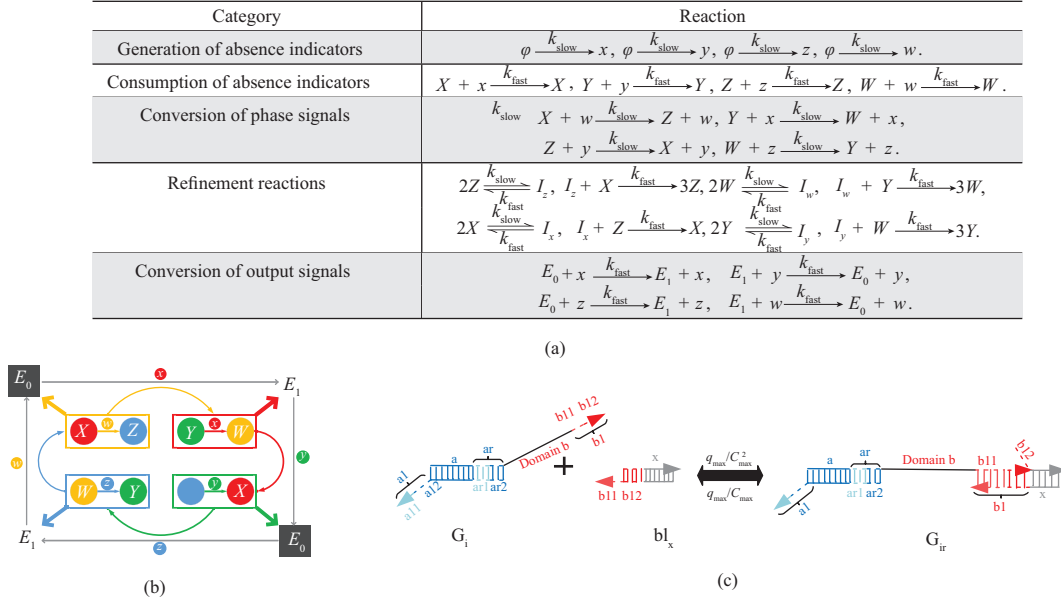 Category Reaction
Generation of absence indicators φ —k_slow→ x, φ —k_slow→ y, φ —k_slow→ z, φ —k_slow→ w.
Consumption of absence indicators X + x —k_fast→ X, Y + y —k_fast→ Y, Z + z —k_fast→ Z, W + w —k_fast→ W.
Conversion of phase signals k_slow X + w —k_slow→ Z + w, Y + x —k_slow→ W + x,
Z + y —k_slow→ X + y, W + z —k_slow→ Y + z.
Refinement reactions 2Z ⇌(k_slow, k_fast) I_z, I_z + X —k_fast→ 3Z, 2W ⇌(k_slow, k_fast) I_w, I_w + Y —k_fast→ 3W,
2X ⇌(k_slow, k_fast) I_x, I_x + Z —k_fast→ X, 2Y ⇌(k_slow, k_fast) I_y, I_y + W —k_fast→ 3Y.
Conversion of output signals E_0 + x —k_fast→ E_1 + x, E_1 + y —k_fast→ E_0 + y,
E_0 + z —k_fast→ E_1 + z, E_1 + w —k_fast→ E_0 + w.
(a)
E_0 x E_1
X w Z Y x W
w y
W z Y y X
E_1 z E_0
(b)
a1 a12 a11 a ar ar1 ar2 Domain b b11 b12 b1
+
b11 b12 x
q_max/C²_max
q_max/C_max
a1 a ar ar1 ar2 Domain b b11 b12 b1 x
G_i bl_x G_ir
(c)